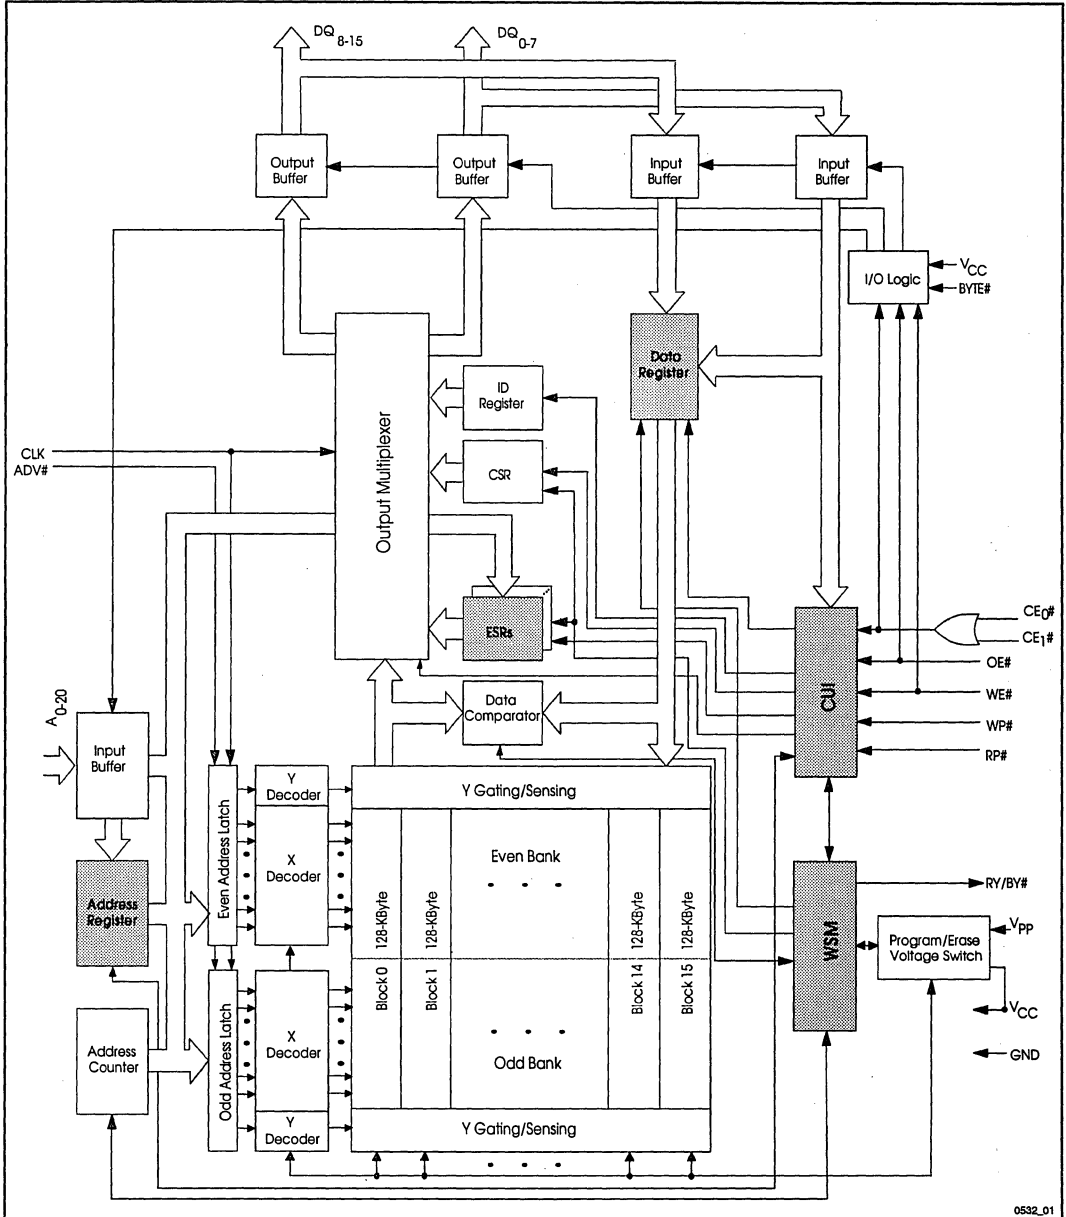 DQ8-15
DQ0-7
Output
Buffer
Output
Buffer
Input
Buffer
Input
Buffer
I/O Logic
VCC
BYTE#
Output Multiplexer
Data
Register
ID
Register
CSR
ESRs
CLK
ADV#
CE0#
CE1#
OE#
WE#
WP#
RP#
CUI
Data
Comparator
A0-20
Input
Buffer
Address
Register
Address
Counter
Even Address Latch
Odd Address Latch
Y
Decoder
X
Decoder
X
Decoder
Y
Decoder
Y Gating/Sensing
Even Bank
128-KByte
128-KByte
128-KByte
128-KByte
Block 0
Block 1
Block 14
Block 15
Odd Bank
Y Gating/Sensing
WSM
RY/BY#
Program/Erase
Voltage Switch
VPP
VCC
GND
0532_01